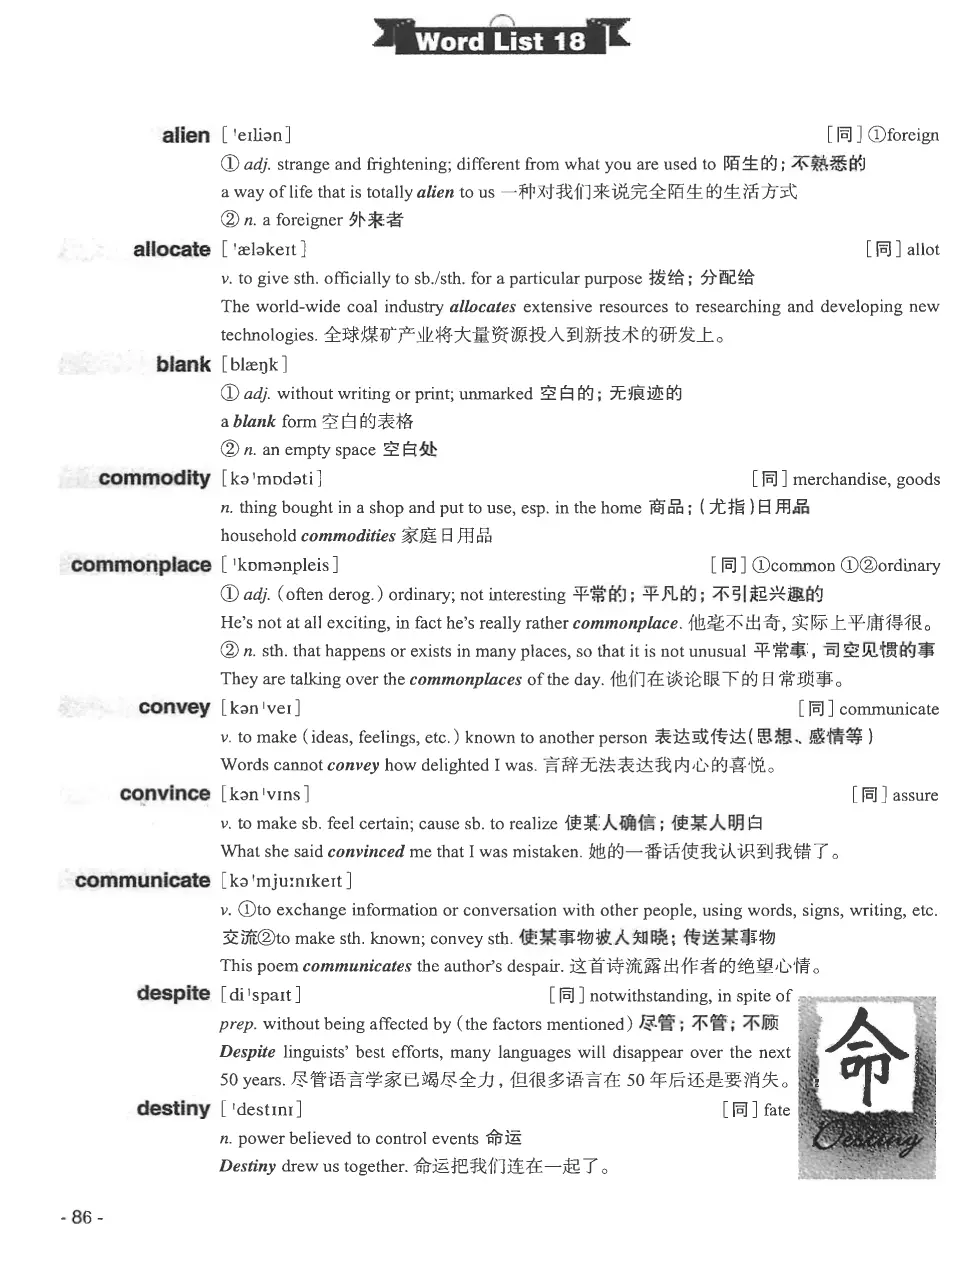 Word List 18
alien [ˈeɪliən] [同]①foreign
① adj. strange and frightening; different from what you are used to 陌生的; 不熟悉的
a way of life that is totally alien to us 一种对我们来说完全陌生的生活方式
② n. a foreigner 外来者
allocate [ˈæləkeɪt] [同] allot
v. to give sth. officially to sb./sth. for a particular purpose 拨给; 分配给
The world-wide coal industry allocates extensive resources to researching and developing new
technologies. 全球煤矿产业将大量资源投入到新技术的研发上。
blank [blæŋk]
① adj. without writing or print; unmarked 空白的; 无痕迹的
a blank form 空白的表格
② n. an empty space 空白处
commodity [kəˈmɒdəti] [同] merchandise, goods
n. thing bought in a shop and put to use, esp. in the home 商品; (尤指)日用品
household commodities 家庭日用品
commonplace [ˈkɒmənpleis] [同]①common ①②ordinary
① adj. (often derog.) ordinary; not interesting 平常的; 平凡的; 不引起兴趣的
He's not at all exciting, in fact he's really rather commonplace. 他毫不出奇, 实际上平庸得很。
② n. sth. that happens or exists in many places, so that it is not unusual 平常事, 司空见惯的事
They are talking over the commonplaces of the day. 他们在谈论眼下的日常琐事。
convey [kənˈveɪ] [同] communicate
v. to make (ideas, feelings, etc.) known to another person 表达或传达(思想、感情等)
Words cannot convey how delighted I was. 言辞无法表达我内心的喜悦。
convince [kənˈvɪns] [同] assure
v. to make sb. feel certain; cause sb. to realize 使某人确信; 使某人明白
What she said convinced me that I was mistaken. 她的一番话使我认识到我错了。
communicate [kəˈmjuːnɪkeɪt]
v. ①to exchange information or conversation with other people, using words, signs, writing, etc.
交流②to make sth. known; convey sth. 使某事物被人知晓; 传送某事物
This poem communicates the author's despair. 这首诗流露出作者的绝望心情。
despite [diˈspaɪt] [同] notwithstanding, in spite of
prep. without being affected by (the factors mentioned) 尽管; 不管; 不顾
Despite linguists' best efforts, many languages will disappear over the next
50 years. 尽管语言学家已竭尽全力, 但很多语言在 50 年后还是要消失。
destiny [ˈdestɪnɪ] [同] fate
n. power believed to control events 命运
Destiny drew us together. 命运把我们连在一起了。
命
Destiny
- 86 -